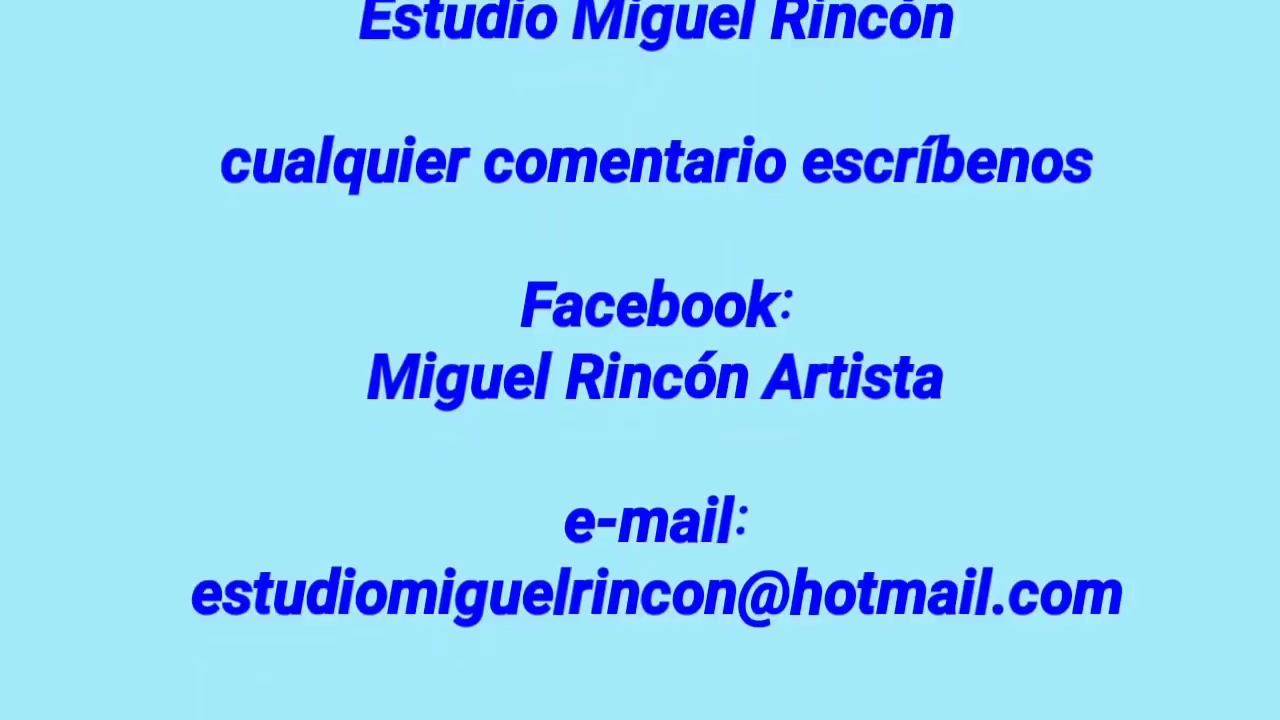 Estudio Miguel Rincón
cualquier comentario escríbenos
Facebook:
Miguel Rincón Artista
e-mail:
estudiomiguelrincon@hotmail.com